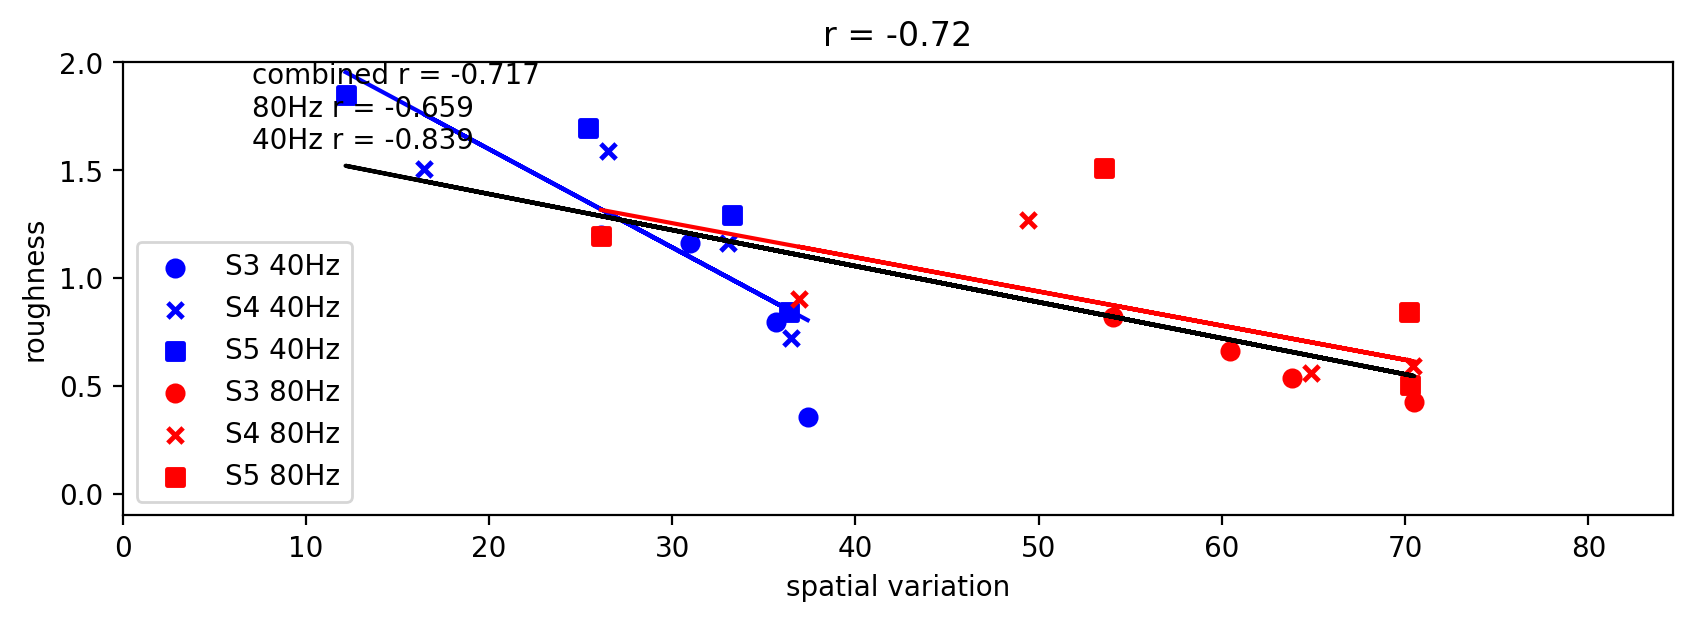 r = -0.72
combined r = -0.717
80Hz r = -0.659
40Hz r = -0.839
2.0
1.5
1.0
0.5
0.0
roughness
S3 40Hz
S4 40Hz
S5 40Hz
S3 80Hz
S4 80Hz
S5 80Hz
0 10 20 30 40 50 60 70 80
spatial variation